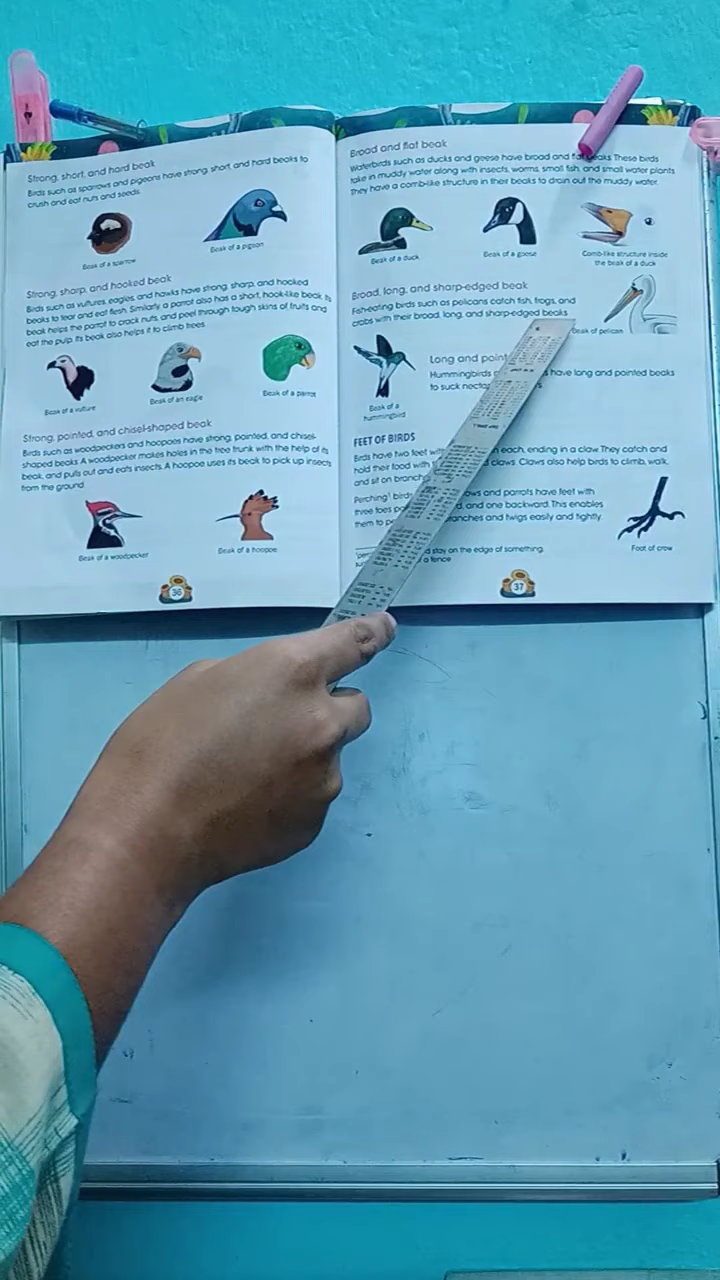 Strong, short, and hard beak
Birds such as sparrows and pigeons have strong, short, and hard beaks to
crush and eat nuts and seeds.
Beak of a sparrow
Beak of a pigeon
Strong, sharp, and hooked beak
Birds such as vultures, eagles, and hawks have strong, sharp, and hooked
beaks to tear and eat flesh. Similarly, a parrot also has a short, hook-like beak. Its
beak helps the parrot to crack nuts, and peel through tough skins of fruits and
eat the pulp. Its beak also helps it to climb trees.
Beak of a vulture
Beak of an eagle
Beak of a parrot
Strong, pointed, and chisel-shaped beak
Birds such as woodpeckers and hoopoes have strong, pointed, and chisel-
shaped beaks. A woodpecker makes holes in the tree trunk with the help of its
beak, and pulls out and eats insects. A hoopoe uses its beak to pick up insects
from the ground.
Beak of a woodpecker
Beak of a hoopoe
36
Broad and flat beak
Waterbirds such as ducks and geese have broad and flat beaks. These birds
take in muddy water along with insects, worms, small fish, and small water plants.
They have a comb-like structure in their beaks to drain out the muddy water.
Beak of a duck
Beak of a goose
Comb-like structure inside
the beak of a duck
Broad, long, and sharp-edged beak
Fish-eating birds such as pelicans catch fish, frogs, and
crabs with their broad, long, and sharp-edged beaks.
Beak of pelican
Long and point
Hummingbirds have long and pointed beaks
to suck nectar
Beak of a
hummingbird
FEET OF BIRDS
Birds have two feet with each, ending in a claw. They catch and
hold their food with claws. Claws also help birds to climb, walk,
and sit on branch
Perching birds ows and parrots have feet with
three toes po d, and one backward. This enables
them to p anches and twigs easily and tightly.
Foot of crow
stay on the edge of something,
a fence
37